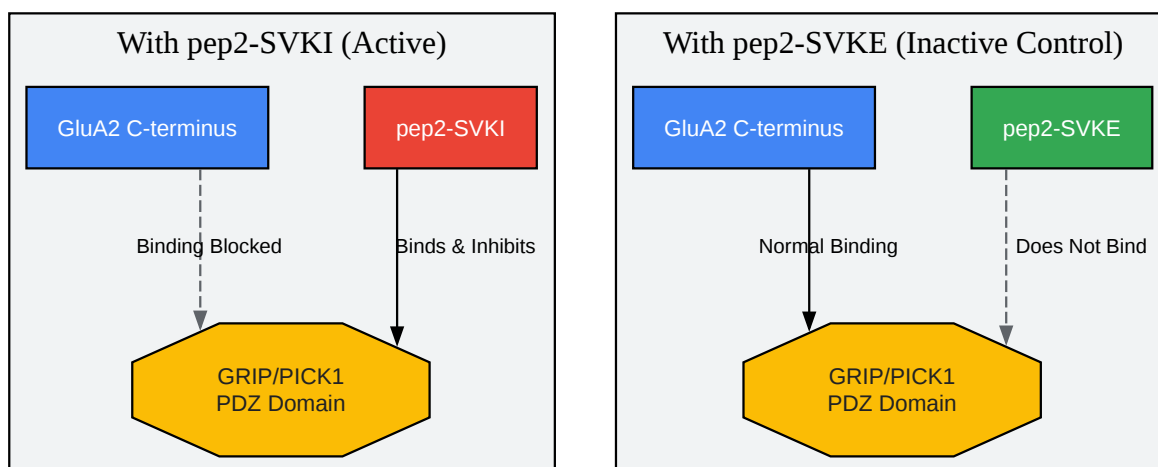 With pep2-SVKI (Active)
GluA2 C-terminus
pep2-SVKI
Binding Blocked
Binds & Inhibits
GRIP/PICK1
PDZ Domain
With pep2-SVKE (Inactive Control)
GluA2 C-terminus
pep2-SVKE
Normal Binding
Does Not Bind
GRIP/PICK1
PDZ Domain